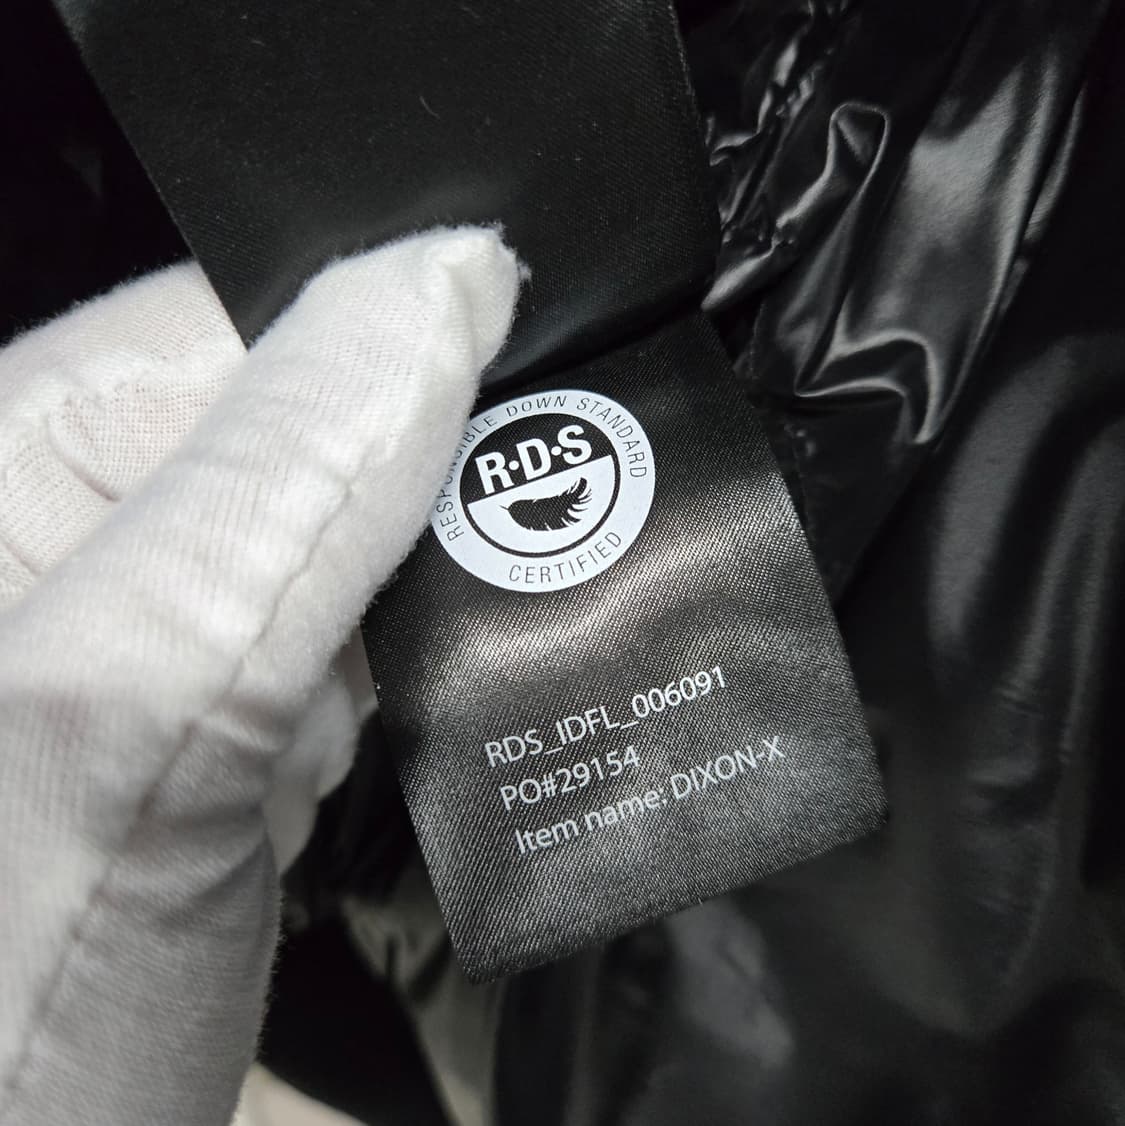 RESPONSIBLE DOWN STANDARD
R·D·S
CERTIFIED
RDS_IDFL_006091
PO#29154
Item name: DIXON-X